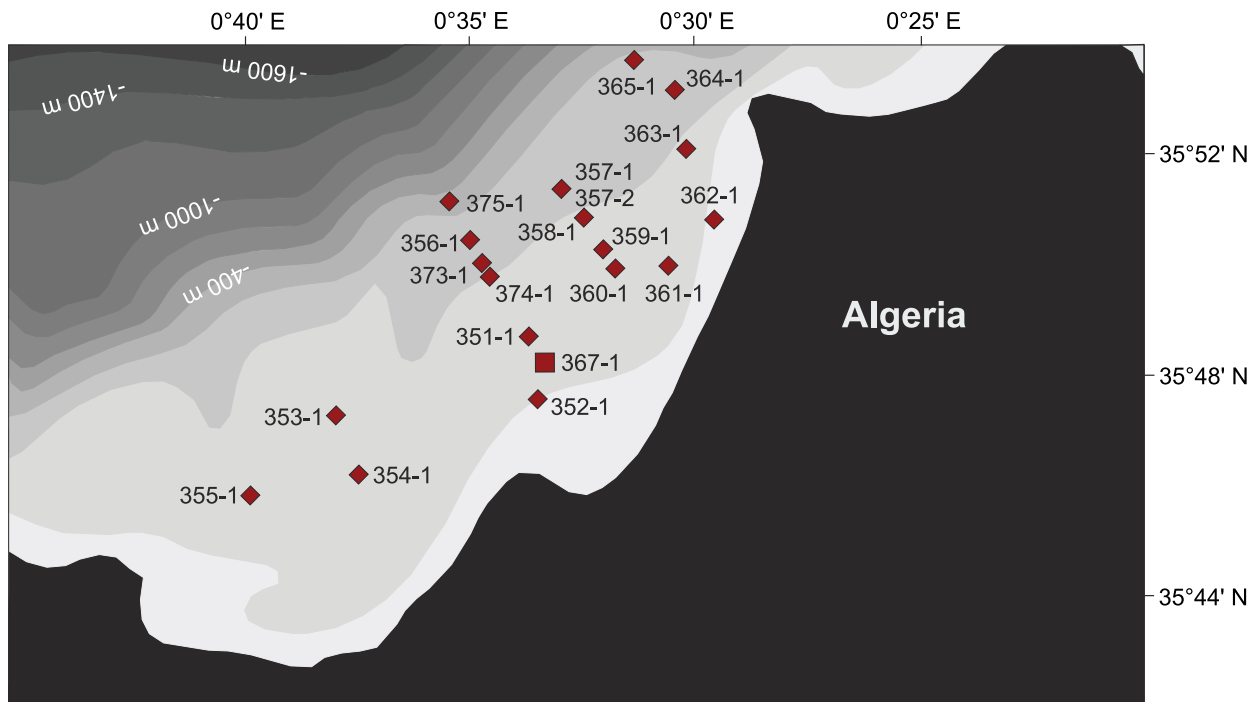 0°40' E
0°35' E
0°30' E
0°25' E
-1600 m
-1400 m
365-1
364-1
363-1
35°52' N
357-1
357-2
362-1
375-1
-1000 m
358-1
359-1
356-1
373-1
374-1
360-1
361-1
-400 m
Algeria
351-1
367-1
35°48' N
352-1
353-1
354-1
355-1
35°44' N